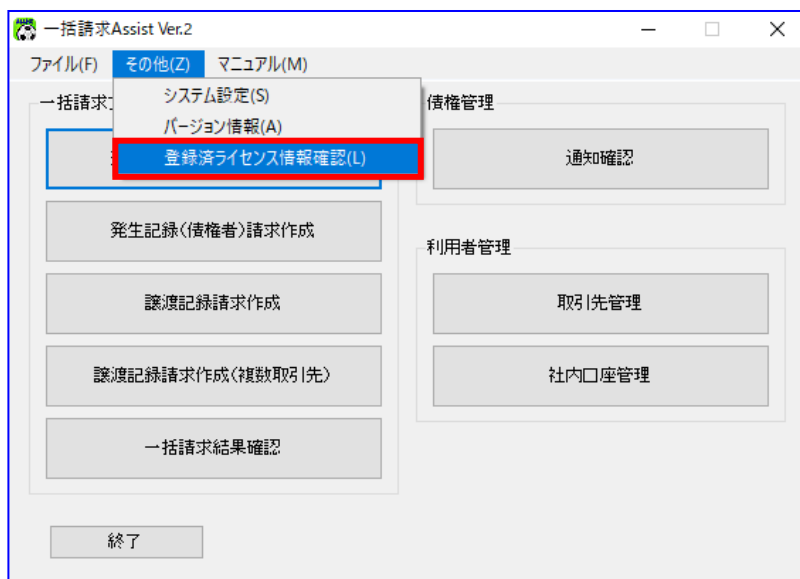 一括請求Assist Ver.2
ファイル(F) その他(Z) マニュアル(M)
システム設定(S)
バージョン情報(A)
登録済ライセンス情報確認(L)
一括請求
発生記録(債権者)請求作成
譲渡記録請求作成
譲渡記録請求作成(複数取引先)
一括請求結果確認
債権管理
通知確認
利用者管理
取引先管理
社内口座管理
終了